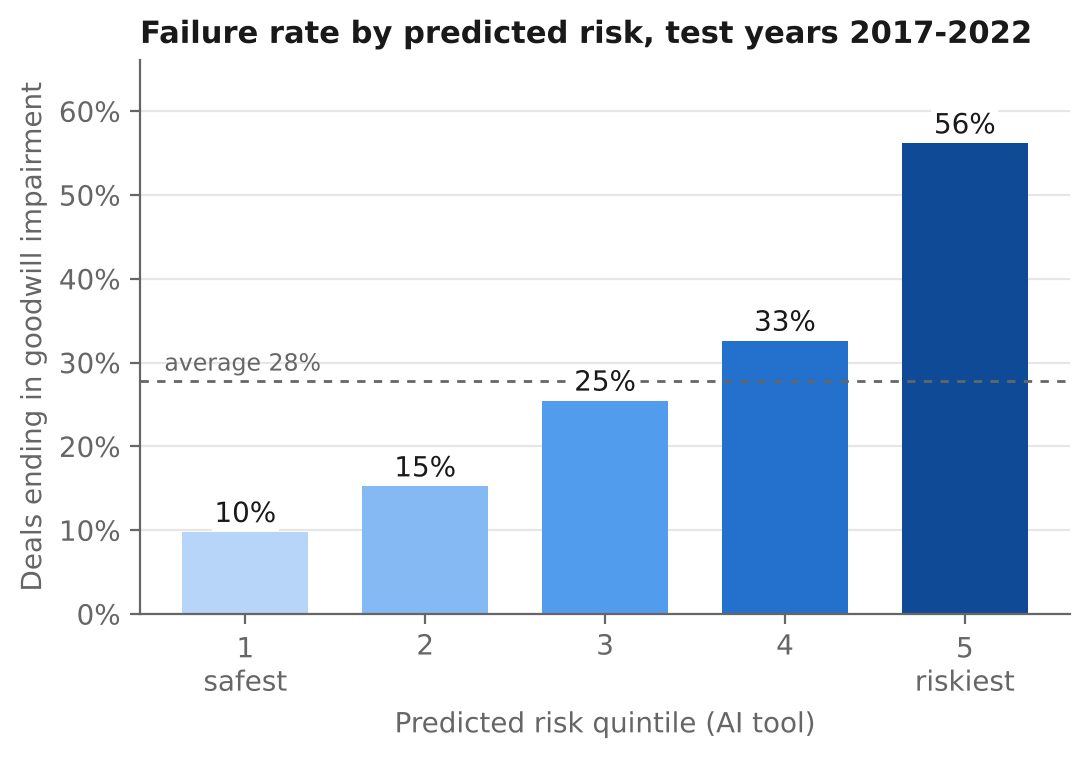 Failure rate by predicted risk, test years 2017-2022
Deals ending in goodwill impairment
60%
50%
40%
30%
20%
10%
0%
average 28%
10%
15%
25%
33%
56%
1
safest
2
3
4
5
riskiest
Predicted risk quintile (AI tool)